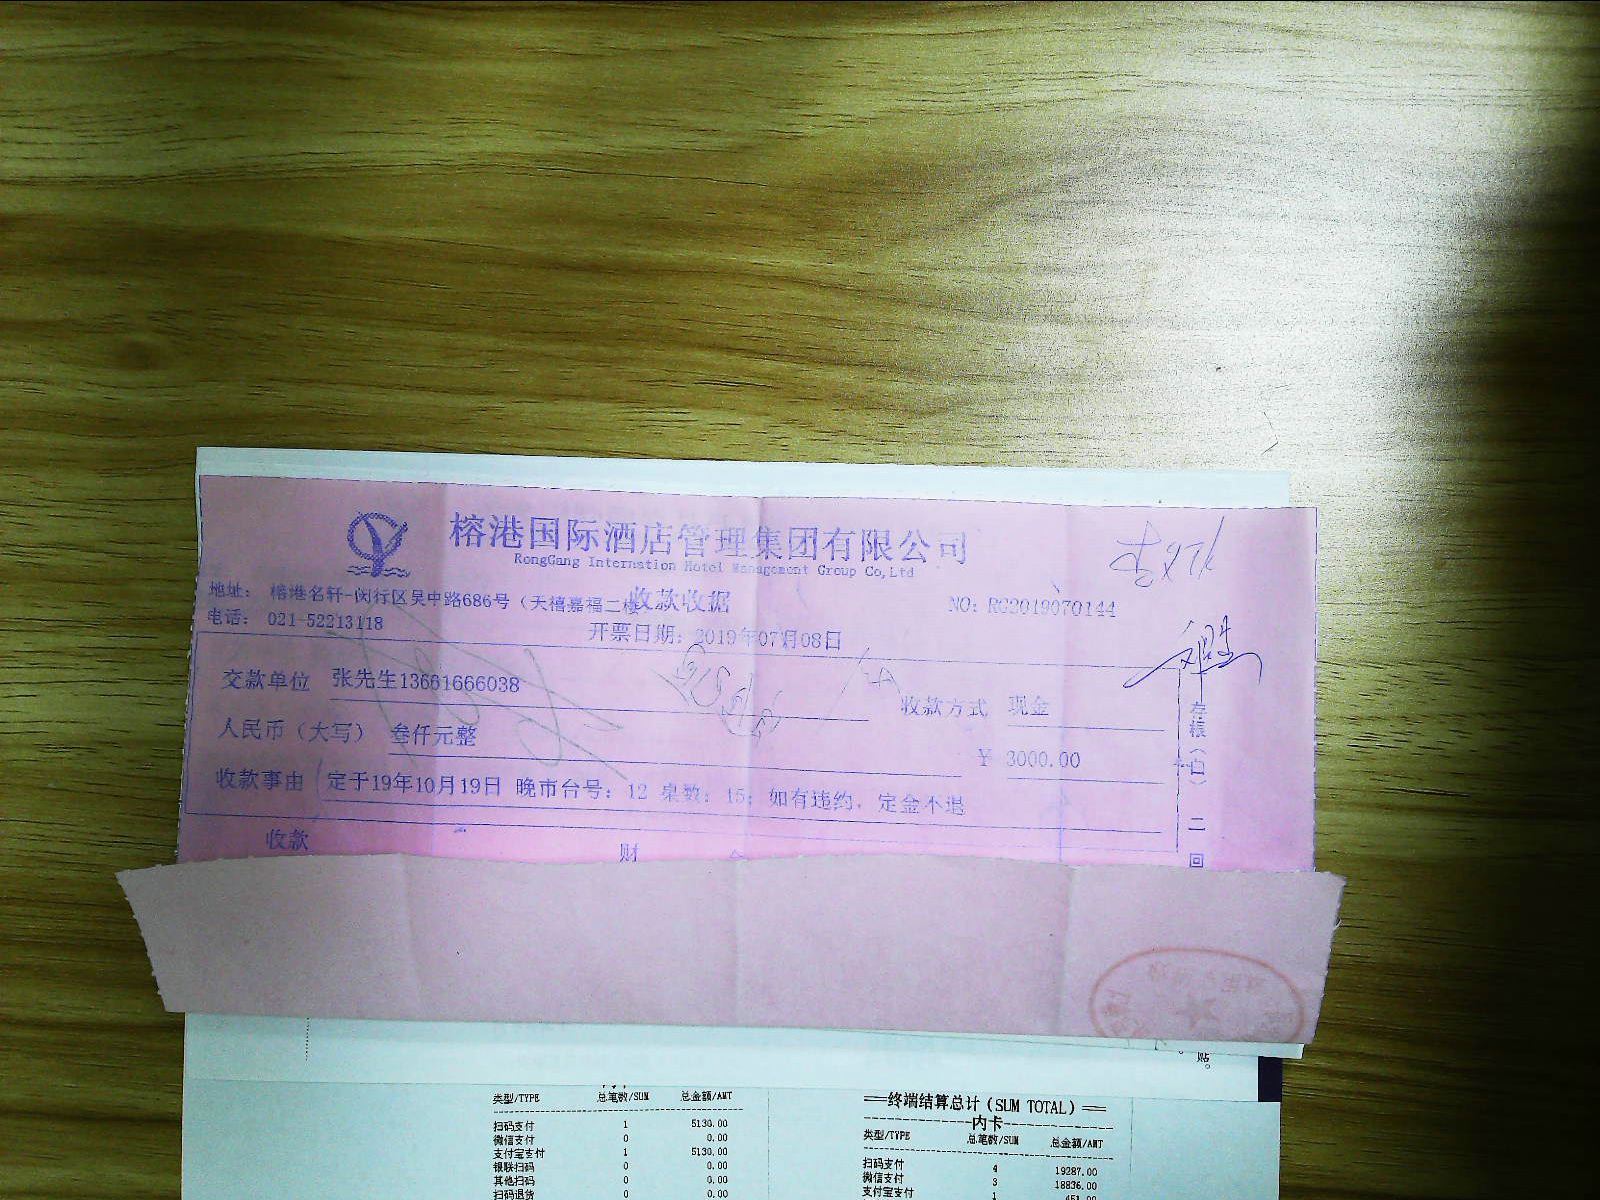 榕港国际酒店管理集团有限公司
RongGang Internation Hotel Management Group Co,Ltd
地址： 榕港名轩-闵行区吴中路686号（天禧嘉福二楼
收款收据
NO: RG2019070144
电话： 021-52213118
开票日期：2019年07月08日
交款单位 张先生13681666038
收款方式 现金
人民币（大写） 叁仟元整
¥ 3000.00
收款事由 定于19年10月19日 晚市台号：12 桌数：15；如有违约，定金不退
收款
财
存根（白）二回
贴。
类型/TYPE 总笔数/SUM 总金额/AMT
扫码支付 1 5130.00
微信支付 0 0.00
支付宝支付 1 5130.00
银联扫码 0 0.00
其他扫码 0 0.00
扫码退货 0 0.00
==终端结算总计(SUM TOTAL)==
内卡
类型/TYPE 总笔数/SUM 总金额/AMT
扫码支付 4 19287.00
微信支付 3 18836.00
支付宝支付 1 451.00